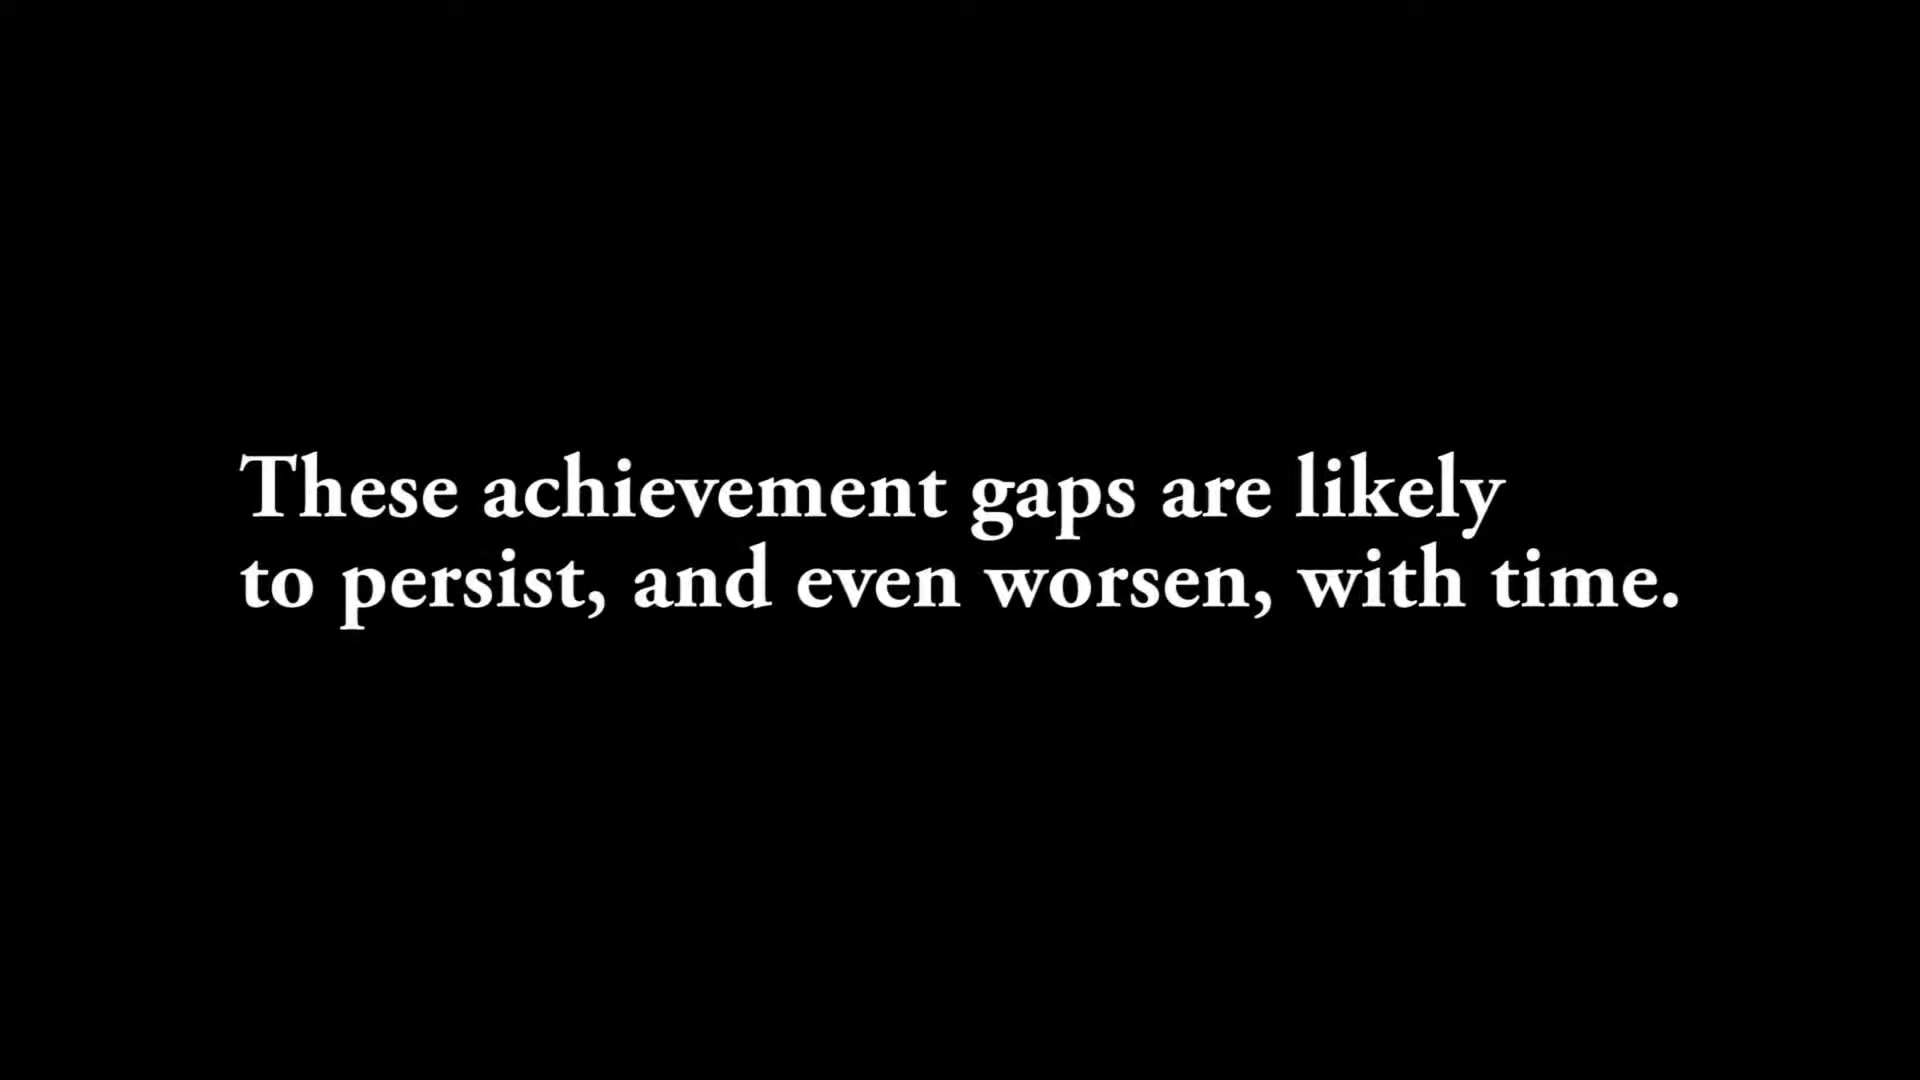 These achievement gaps are likely
to persist, and even worsen, with time.